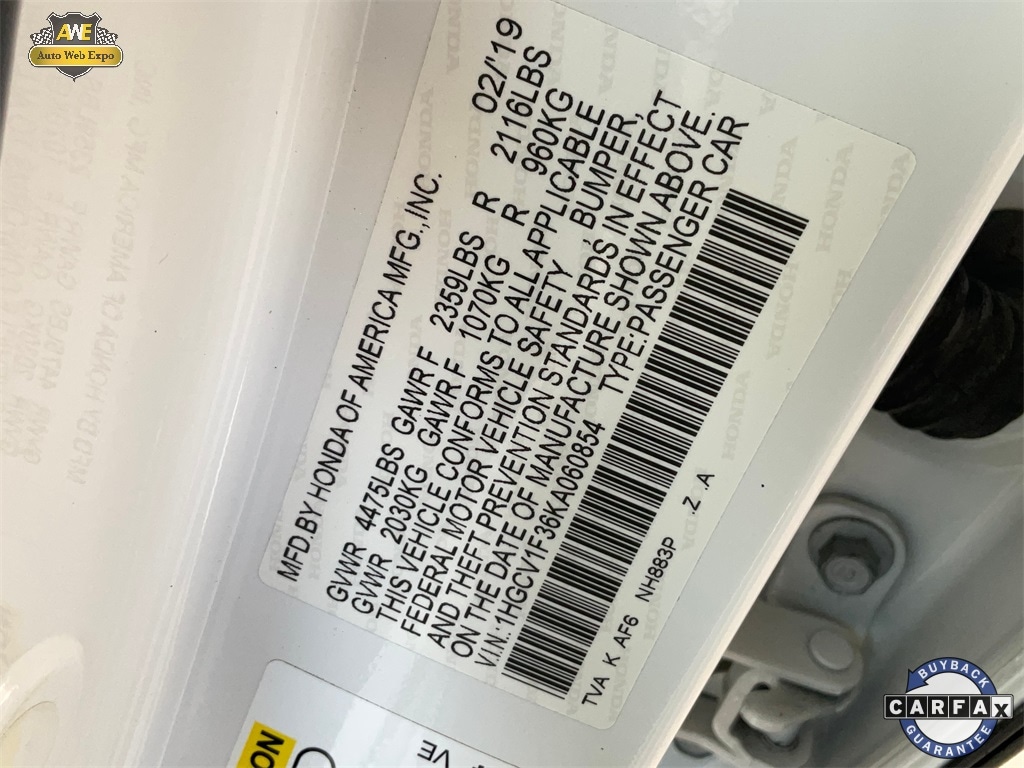 AWE
Auto Web Expo
MFD.BY HONDA OF AMERICA MFG.,INC. 02/'19
GVWR 4475LBS GAWR F 2359LBS R 2116LBS
GVWR 2030KG GAWR F 1070KG R 960KG
THIS VEHICLE CONFORMS TO ALL APPLICABLE
FEDERAL MOTOR VEHICLE SAFETY, BUMPER,
AND THEFT PREVENTION STANDARDS IN EFFECT
ON THE DATE OF MANUFACTURE SHOWN ABOVE.
V.I.N.:1HGCV1F36KA060854 TYPE:PASSENGER CAR
TVA K AF6 NH883P -Z .A
HONDA HONDA HONDA
BUYBACK
CARFAX
GUARANTEE